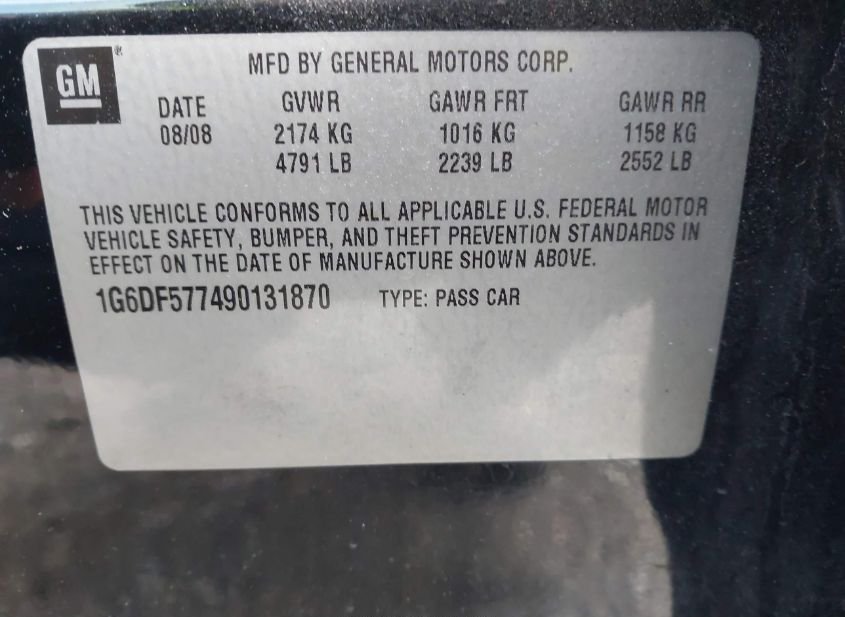 GM®
MFD BY GENERAL MOTORS CORP.
DATE GVWR GAWR FRT GAWR RR
08/08 2174 KG 1016 KG 1158 KG
4791 LB 2239 LB 2552 LB
THIS VEHICLE CONFORMS TO ALL APPLICABLE U.S. FEDERAL MOTOR
VEHICLE SAFETY, BUMPER, AND THEFT PREVENTION STANDARDS IN
EFFECT ON THE DATE OF MANUFACTURE SHOWN ABOVE.
1G6DF577490131870 TYPE: PASS CAR